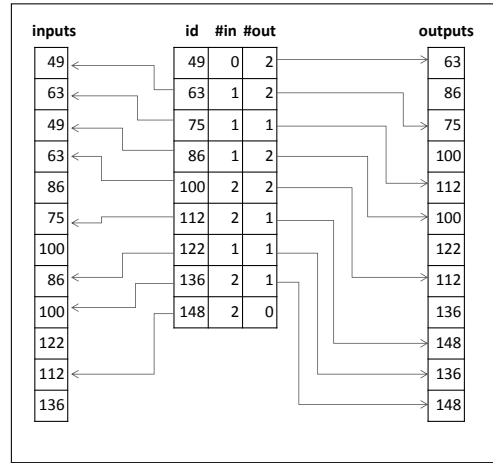 inputs id #in #out outputs
49 49 0 2 63
63 63 1 2 86
49 75 1 1 75
63 86 1 2 100
86 100 2 2 112
75 112 2 1 100
100 122 1 1 122
86 136 2 1 112
100 148 2 0 136
122 148
112 136
136 148